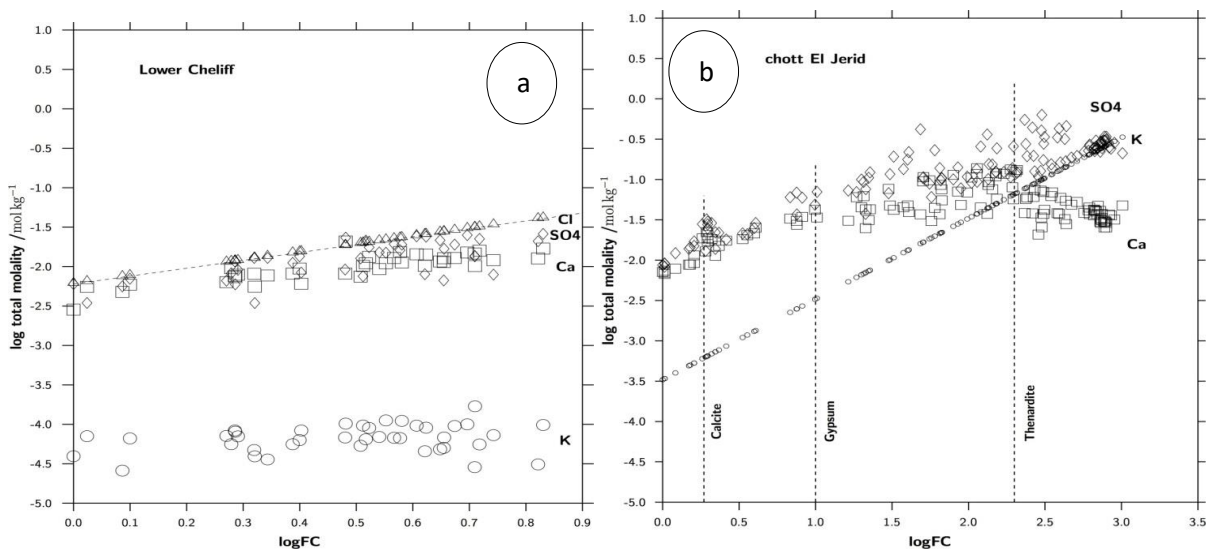 Lower Cheliff
a
Cl
SO4
Ca
K
1.0
0.5
0.0
-0.5
-1.0
-1.5
-2.0
-2.5
-3.0
-3.5
-4.0
-4.5
-5.0
log total molality /mol kg−1
0.0 0.1 0.2 0.3 0.4 0.5 0.6 0.7 0.8 0.9
logFC
chott El Jerid
b
SO4
K
Ca
Calcite
Gypsum
Thenardite
1.0
0.5
0.0
-0.5
-1.0
-1.5
-2.0
-2.5
-3.0
-3.5
-4.0
-4.5
-5.0
log total molality /mol kg−1
0.0 0.5 1.0 1.5 2.0 2.5 3.0 3.5
logFC